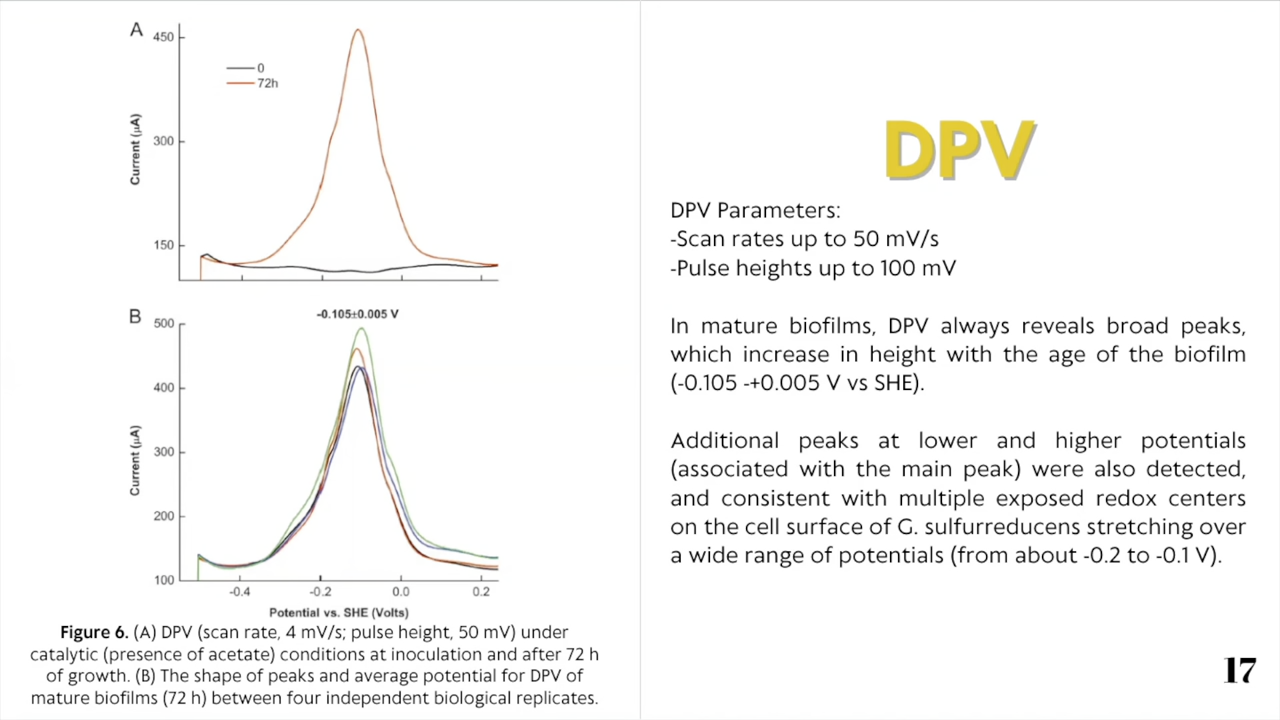 A
450
300
150
Current (μA)
0
72h
B
-0.105±0.005 V
500
400
300
200
100
Current (μA)
-0.4
-0.2
0.0
0.2
Potential vs. SHE (Volts)
Figure 6. (A) DPV (scan rate, 4 mV/s; pulse height, 50 mV) under
catalytic (presence of acetate) conditions at inoculation and after 72 h
of growth. (B) The shape of peaks and average potential for DPV of
mature biofilms (72 h) between four independent biological replicates.
DPV
DPV Parameters:
-Scan rates up to 50 mV/s
-Pulse heights up to 100 mV
In mature biofilms, DPV always reveals broad peaks,
which increase in height with the age of the biofilm
(-0.105 -+0.005 V vs SHE).
Additional peaks at lower and higher potentials
(associated with the main peak) were also detected,
and consistent with multiple exposed redox centers
on the cell surface of G. sulfurreducens stretching over
a wide range of potentials (from about -0.2 to -0.1 V).
17